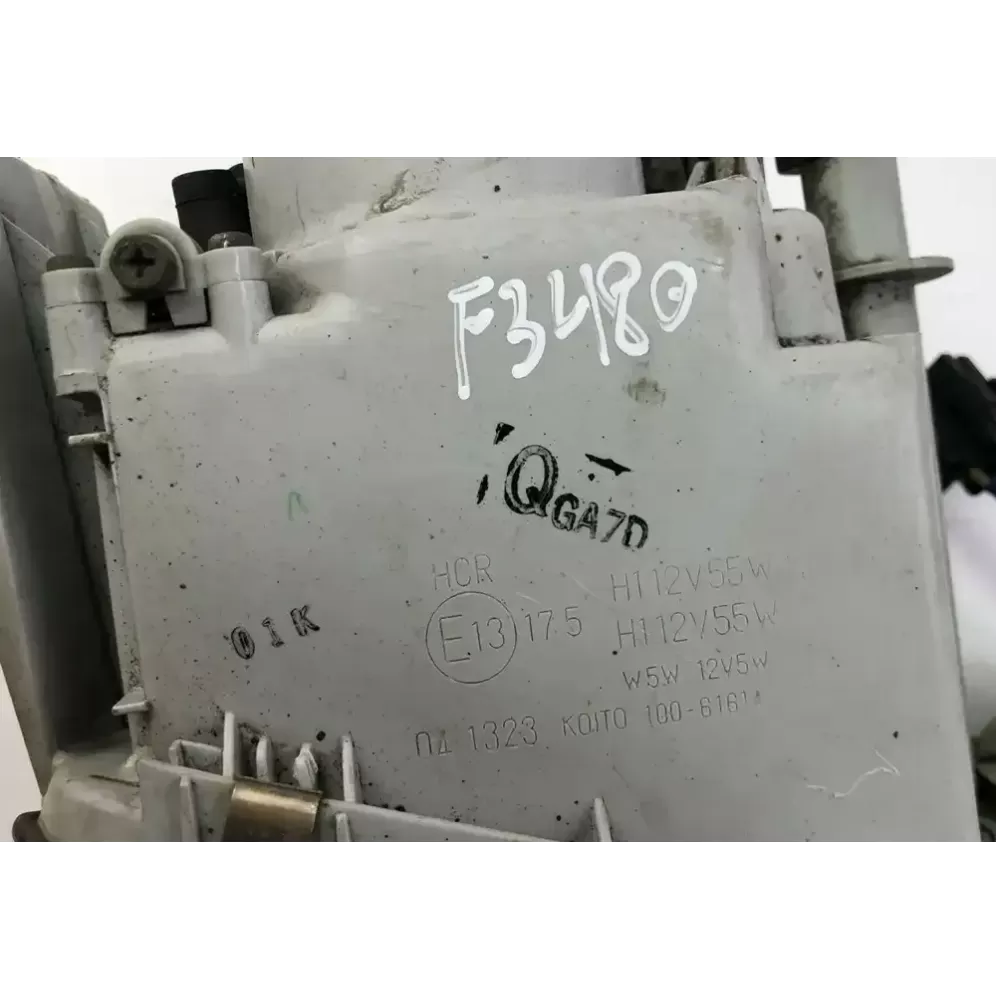 F3480
Q GA7D
HCR
H1 12V55W
E13 17.5
H1 12V55W
01K
W5W 12V5W
1323 KOITO 100-6161